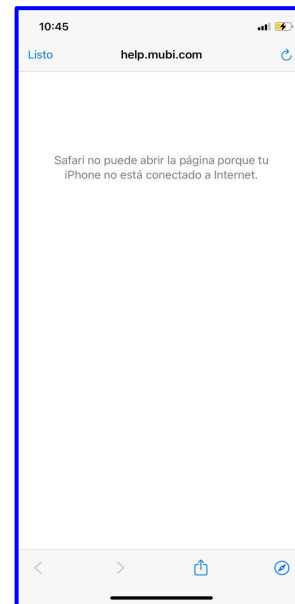 10:45
Listo
help.mubi.com
Safari no puede abrir la página porque tu
iPhone no está conectado a Internet.